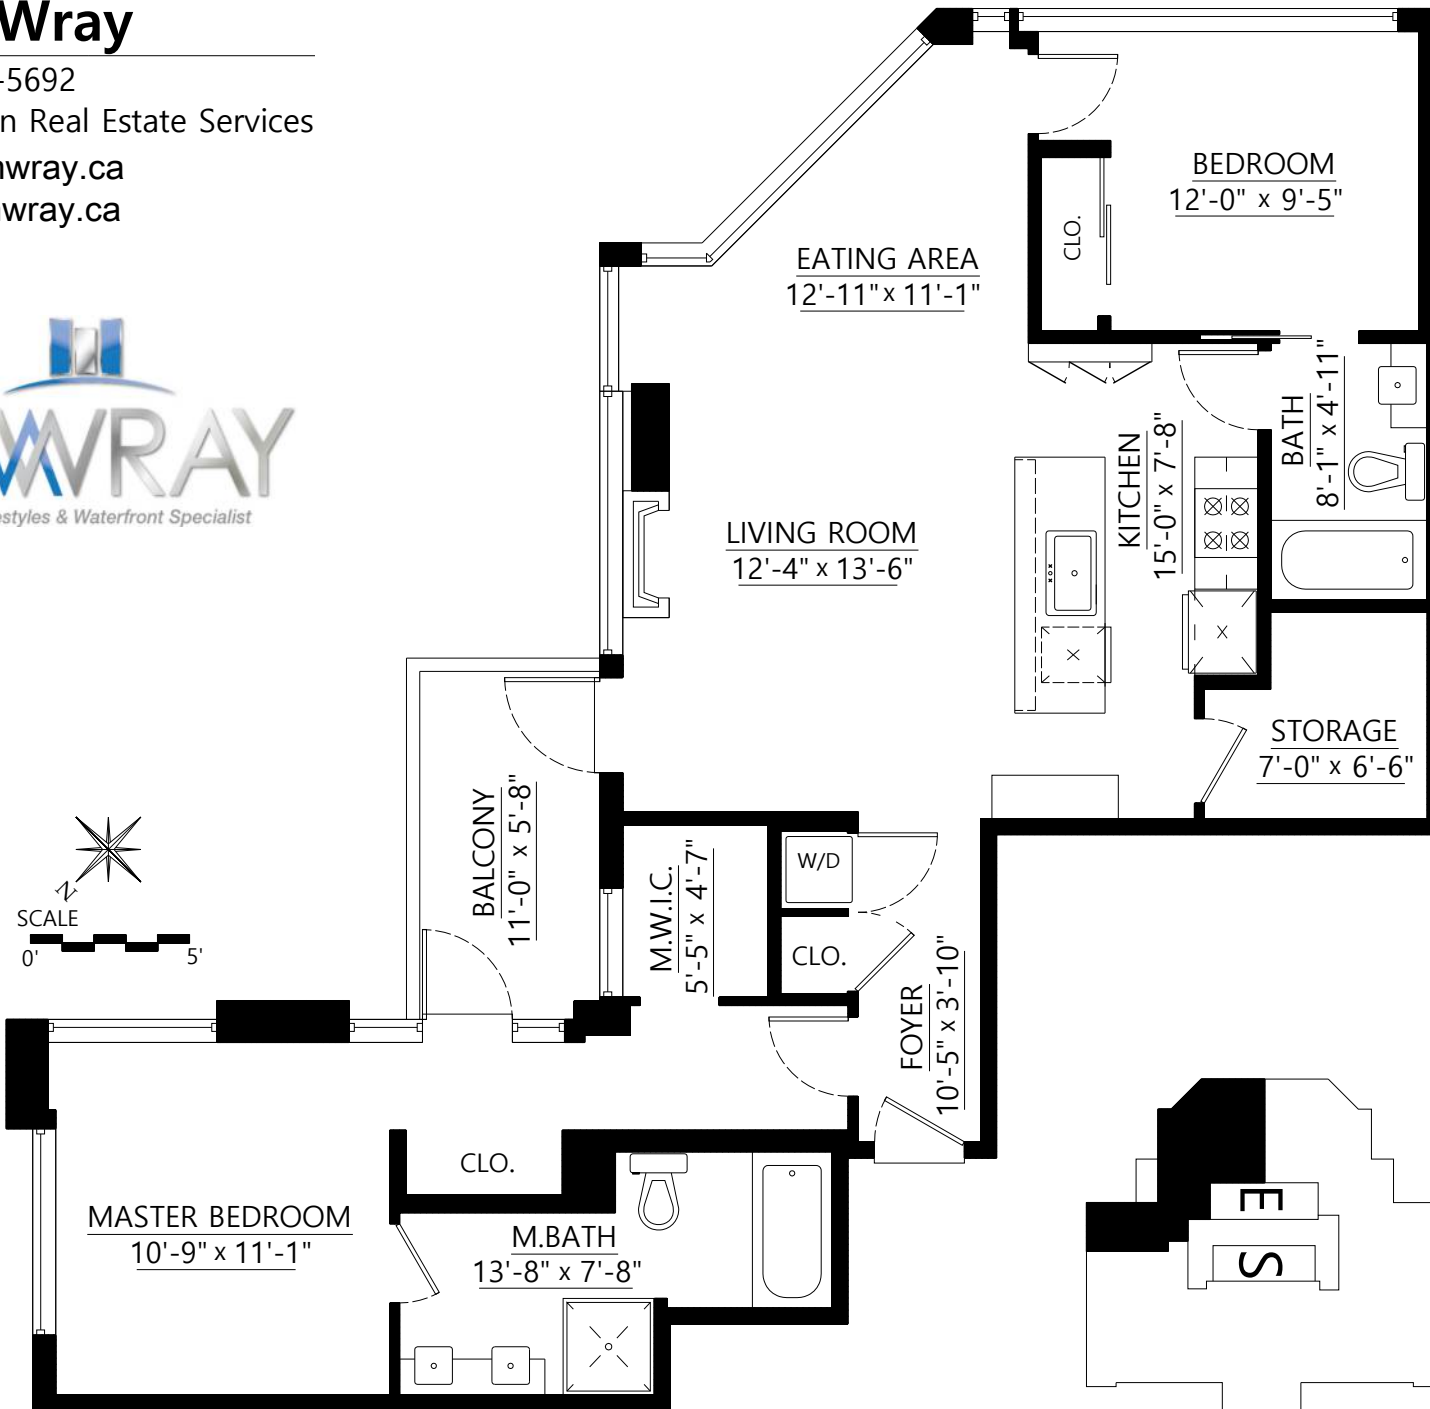 Wray
-5692
n Real Estate Services
wray.ca
wray.ca
WRAY
estyles & Waterfront Specialist
BEDROOM
12'-0" x 9'-5"
CLO.
EATING AREA
12'-11" x 11'-1"
BATH
8'-1" x 4'-11"
KITCHEN
15'-0" x 7'-8"
LIVING ROOM
12'-4" x 13'-6"
STORAGE
7'-0" x 6'-6"
BALCONY
11'-0" x 5'-8"
M.W.I.C.
5'-5" x 4'-7"
W/D
CLO.
FOYER
10'-5" x 3'-10"
N
SCALE
0' 5'
CLO.
MASTER BEDROOM
10'-9" x 11'-1"
M.BATH
13'-8" x 7'-8"
E
S